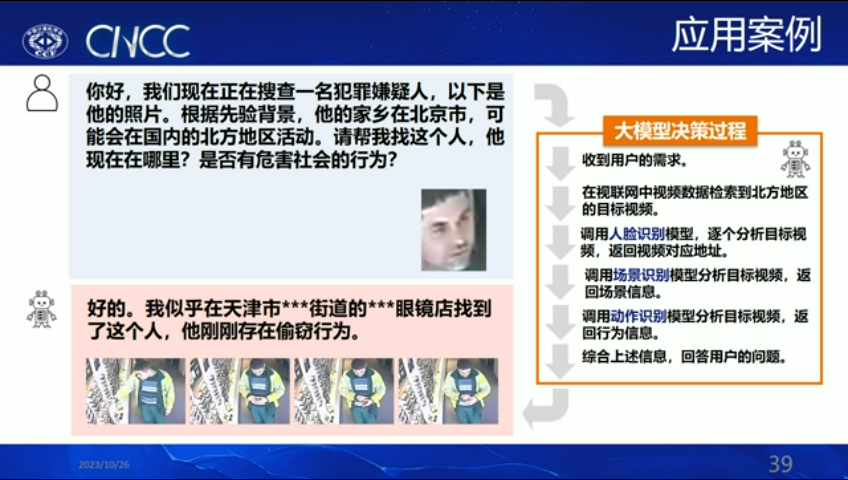 CNCC
应用案例
你好，我们现在正在搜查一名犯罪嫌疑人，以下是
他的照片。根据先验背景，他的家乡在北京市，可
能会在国内的北方地区活动。请帮我找这个人，他
现在在哪里？是否有危害社会的行为？
好的。我似乎在天津市***街道的***眼镜店找到
了这个人，他刚刚存在偷窃行为。
大模型决策过程
收到用户的需求。
在视联网中视频数据检索到北方地区
的目标视频。
调用人脸识别模型，逐个分析目标视
频，返回视频对应地址。
调用场景识别模型分析目标视频，返
回场景信息。
调用动作识别模型分析目标视频，返
回行为信息。
综合上述信息，回答用户的问题。
2023/10/26
39